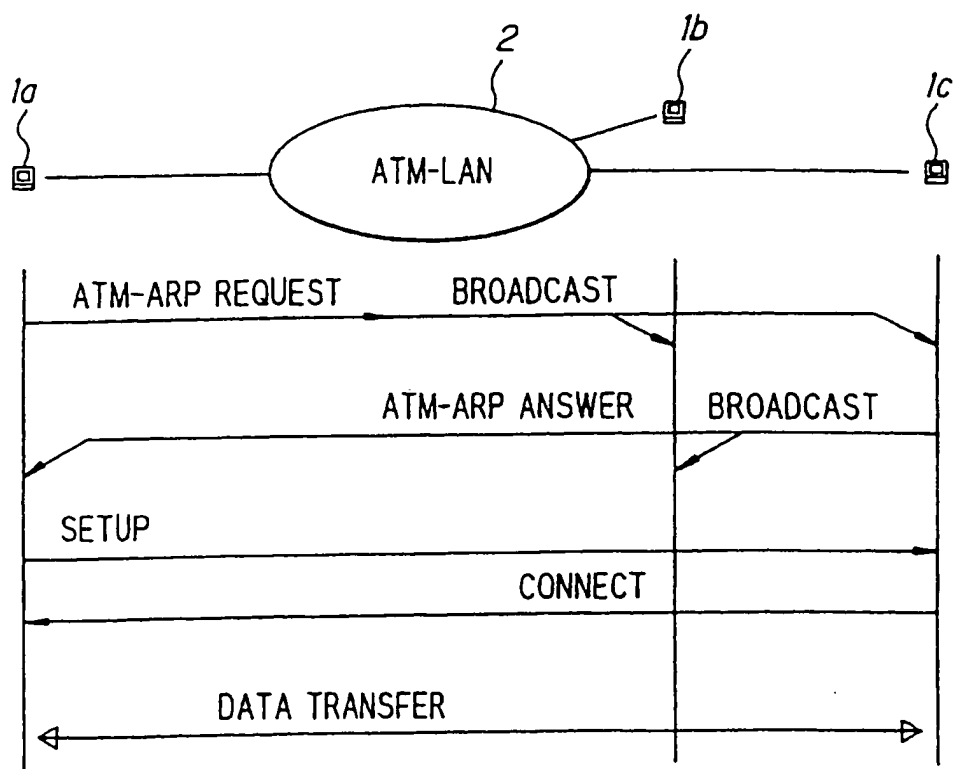 2
1b
1a
1c
ATM-LAN
ATM-ARP REQUEST BROADCAST
ATM-ARP ANSWER BROADCAST
SETUP
CONNECT
DATA TRANSFER